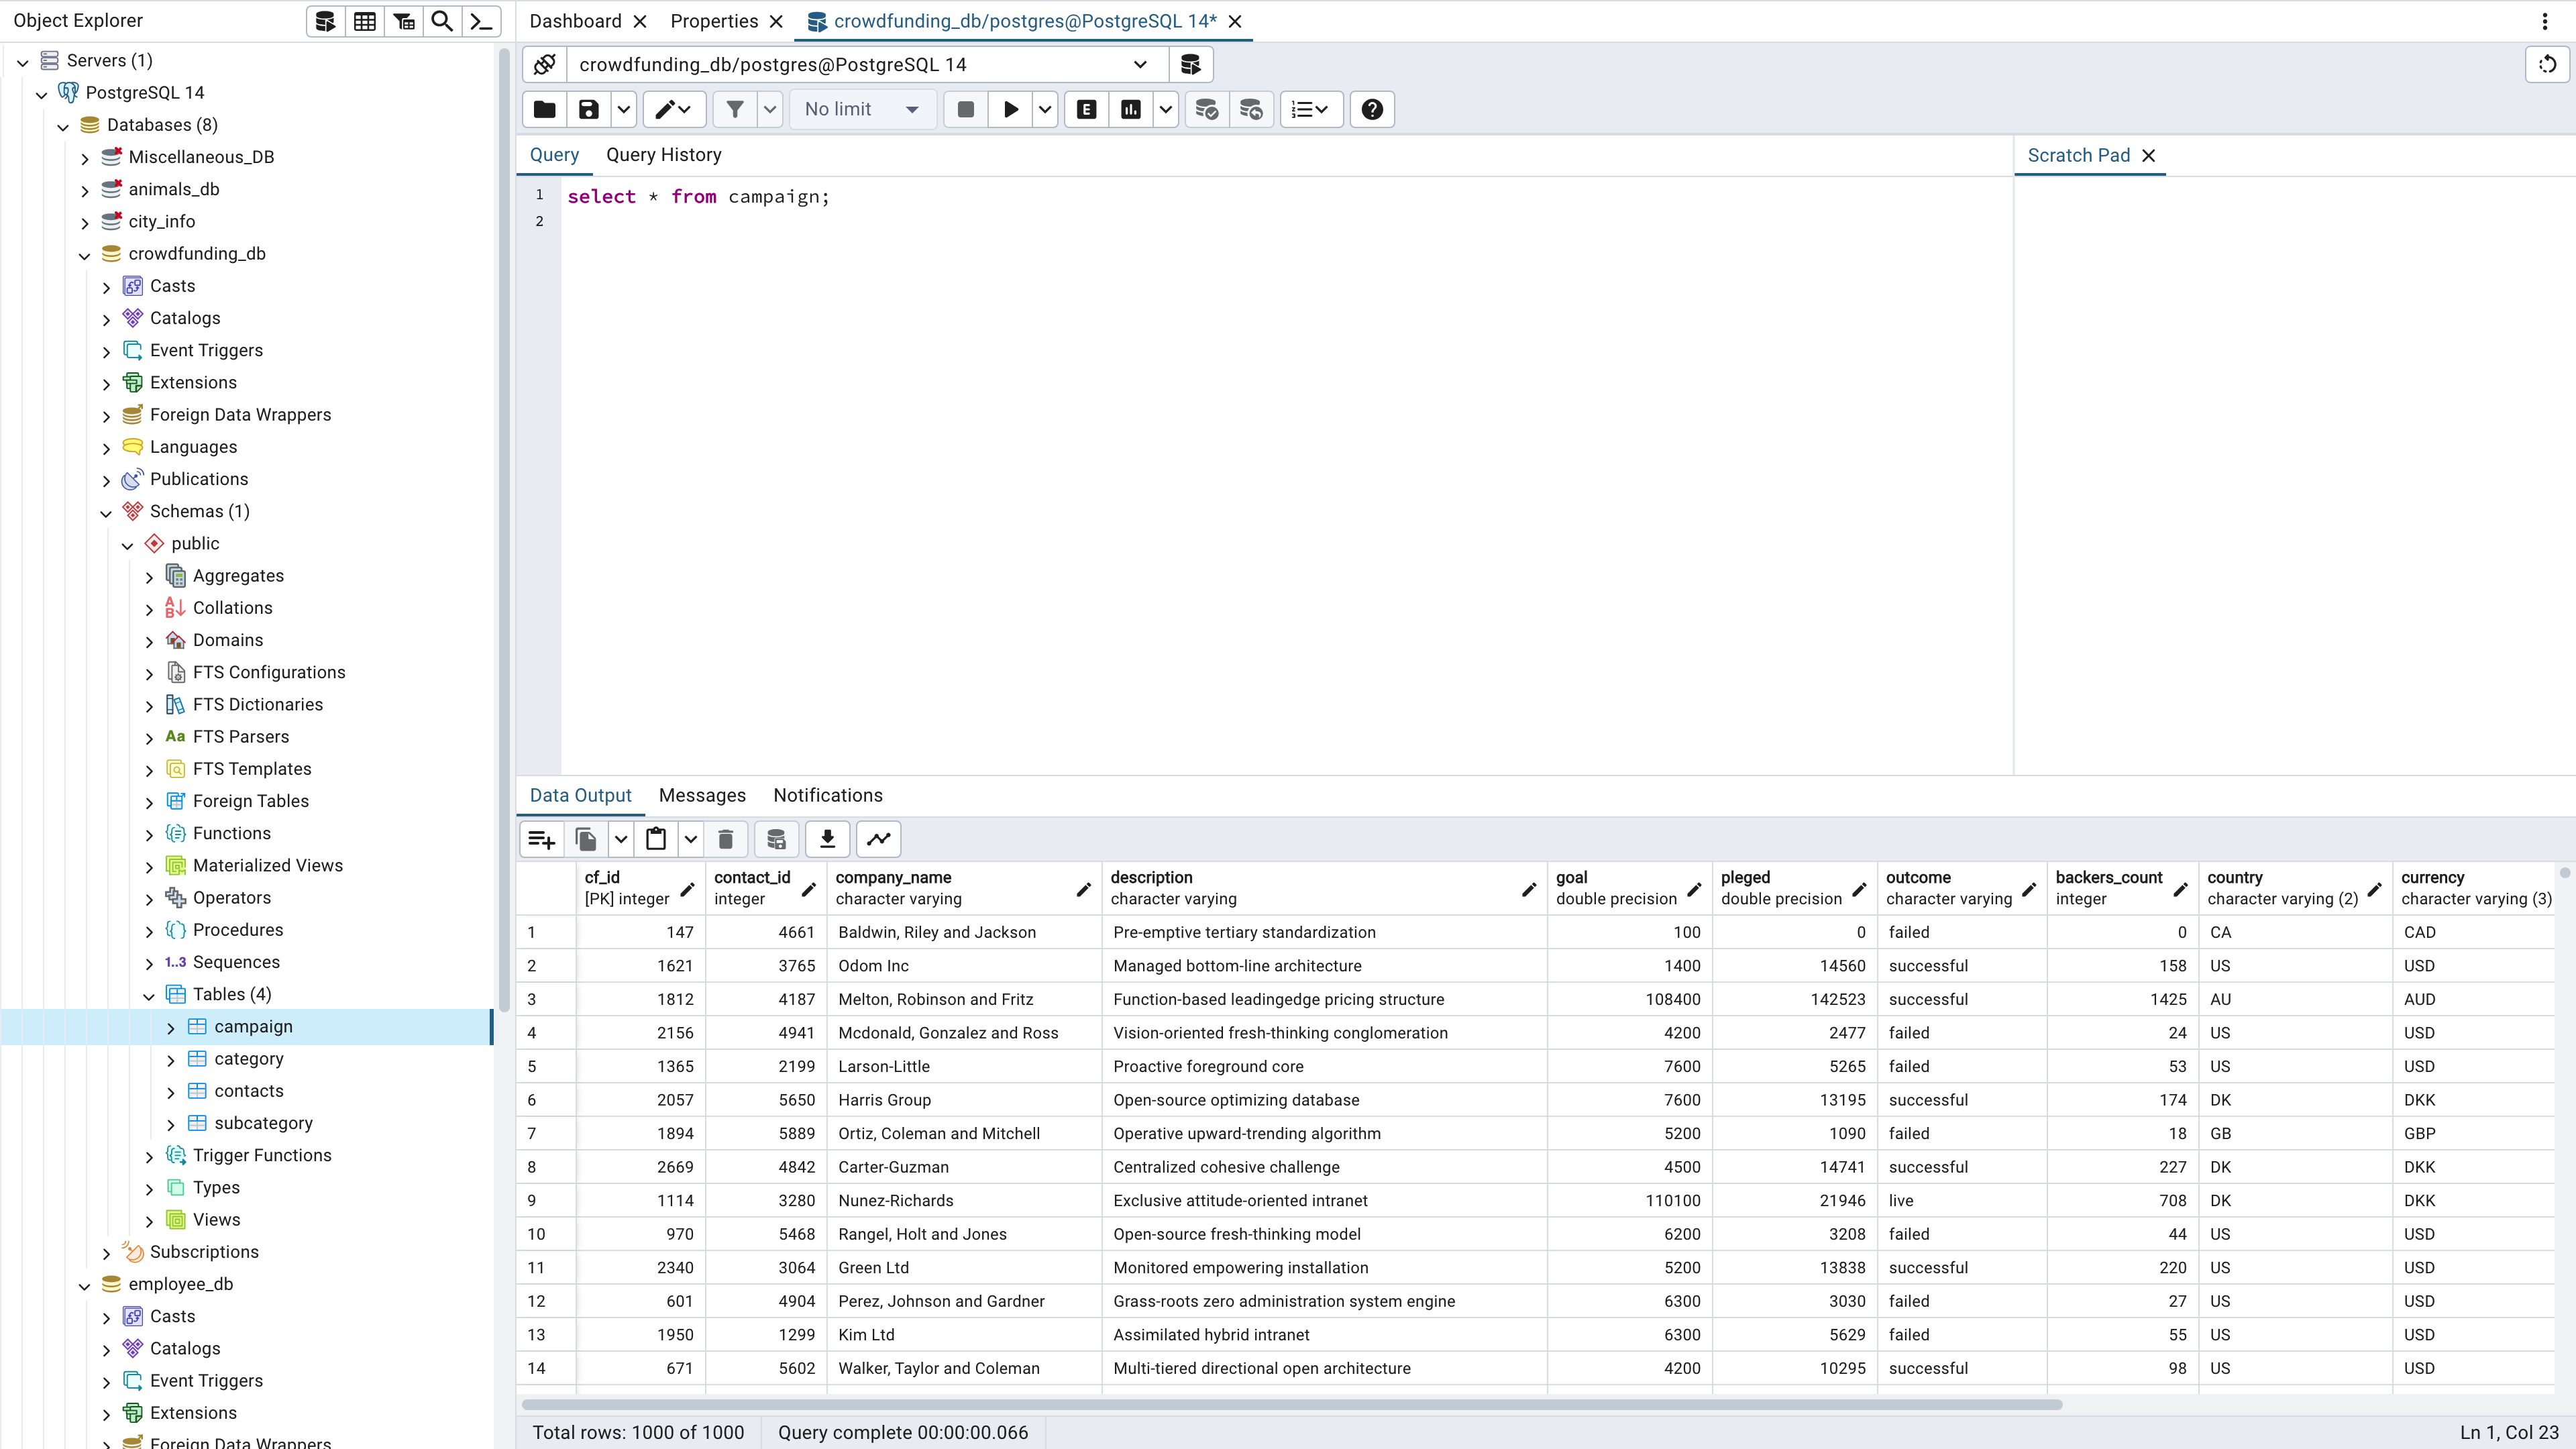 Object Explorer
Servers (1)
PostgreSQL 14
Databases (8)
Miscellaneous_DB
animals_db
city_info
crowdfunding_db
Casts
Catalogs
Event Triggers
Extensions
Foreign Data Wrappers
Languages
Publications
Schemas (1)
public
Aggregates
Collations
Domains
FTS Configurations
FTS Dictionaries
Aa FTS Parsers
FTS Templates
Foreign Tables
Functions
Materialized Views
Operators
Procedures
1..3 Sequences
Tables (4)
campaign
category
contacts
subcategory
Trigger Functions
Types
Views
Subscriptions
employee_db
Casts
Catalogs
Event Triggers
Extensions
Foreign Data Wrappers
Dashboard Properties crowdfunding_db/postgres@PostgreSQL 14*
crowdfunding_db/postgres@PostgreSQL 14
No limit E
Query Query History
Scratch Pad
1 select * from campaign;
2
Data Output Messages Notifications
cf_id contact_id company_name description goal pleged outcome backers_count country currency
[PK] integer integer character varying character varying double precision double precision character varying integer character varying (2) character varying (3)
1 147 4661 Baldwin, Riley and Jackson Pre-emptive tertiary standardization 100 0 failed 0 CA CAD
2 1621 3765 Odom Inc Managed bottom-line architecture 1400 14560 successful 158 US USD
3 1812 4187 Melton, Robinson and Fritz Function-based leadingedge pricing structure 108400 142523 successful 1425 AU AUD
4 2156 4941 Mcdonald, Gonzalez and Ross Vision-oriented fresh-thinking conglomeration 4200 2477 failed 24 US USD
5 1365 2199 Larson-Little Proactive foreground core 7600 5265 failed 53 US USD
6 2057 5650 Harris Group Open-source optimizing database 7600 13195 successful 174 DK DKK
7 1894 5889 Ortiz, Coleman and Mitchell Operative upward-trending algorithm 5200 1090 failed 18 GB GBP
8 2669 4842 Carter-Guzman Centralized cohesive challenge 4500 14741 successful 227 DK DKK
9 1114 3280 Nunez-Richards Exclusive attitude-oriented intranet 110100 21946 live 708 DK DKK
10 970 5468 Rangel, Holt and Jones Open-source fresh-thinking model 6200 3208 failed 44 US USD
11 2340 3064 Green Ltd Monitored empowering installation 5200 13838 successful 220 US USD
12 601 4904 Perez, Johnson and Gardner Grass-roots zero administration system engine 6300 3030 failed 27 US USD
13 1950 1299 Kim Ltd Assimilated hybrid intranet 6300 5629 failed 55 US USD
14 671 5602 Walker, Taylor and Coleman Multi-tiered directional open architecture 4200 10295 successful 98 US USD
Total rows: 1000 of 1000 Query complete 00:00:00.066 Ln 1, Col 23